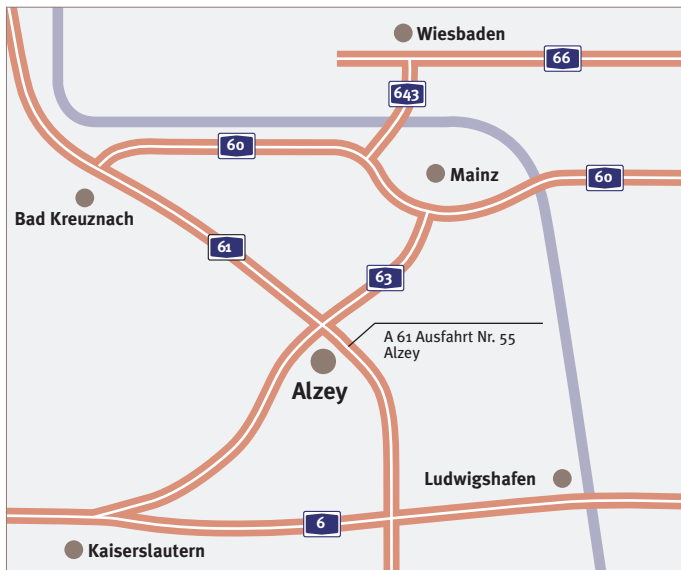 Wiesbaden
66
643
60
Mainz
60
Bad Kreuznach
61
63
A 61 Ausfahrt Nr. 55
Alzey
Alzey
Ludwigshafen
6
Kaiserslautern